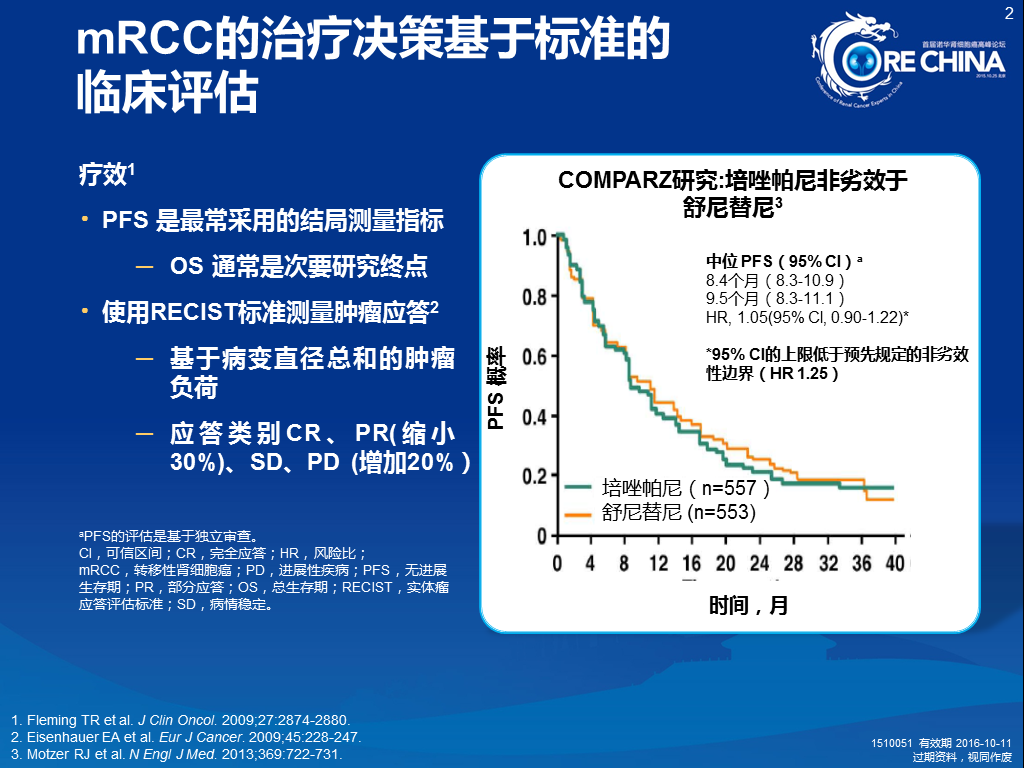 2
mRCC的治疗决策基于标准的
临床评估
首届诺华肾细胞癌高峰论坛
CORE CHINA
2015.10.25 北京
Conference of Renal Cancer Experts in China
疗效1
• PFS 是最常采用的结局测量指标
— OS 通常是次要研究终点
• 使用RECIST标准测量肿瘤应答2
— 基于病变直径总和的肿瘤
负荷
— 应答类别CR、PR(缩小
30%)、SD、PD (增加20%）
aPFS的评估是基于独立审查。
CI，可信区间；CR，完全应答；HR，风险比；
mRCC，转移性肾细胞癌；PD，进展性疾病；PFS，无进展
生存期；PR，部分应答；OS，总生存期；RECIST，实体瘤
应答评估标准；SD，病情稳定。
COMPARZ研究:培唑帕尼非劣效于
舒尼替尼3
中位 PFS（95% CI）a
8.4个月（8.3-10.9）
9.5个月（8.3-11.1）
HR, 1.05(95% CI, 0.90-1.22)*
*95% CI的上限低于预先规定的非劣效
性边界（HR 1.25）
PFS 概率
1.0
0.8
0.6
0.4
0.2
0
培唑帕尼（n=557）
舒尼替尼 (n=553)
0 4 8 12 16 20 24 28 32 36 40
时间，月
1. Fleming TR et al. J Clin Oncol. 2009;27:2874-2880.
2. Eisenhauer EA et al. Eur J Cancer. 2009;45:228-247.
3. Motzer RJ et al. N Engl J Med. 2013;369:722-731.
1510051 有效期 2016-10-11
过期资料，视同作废